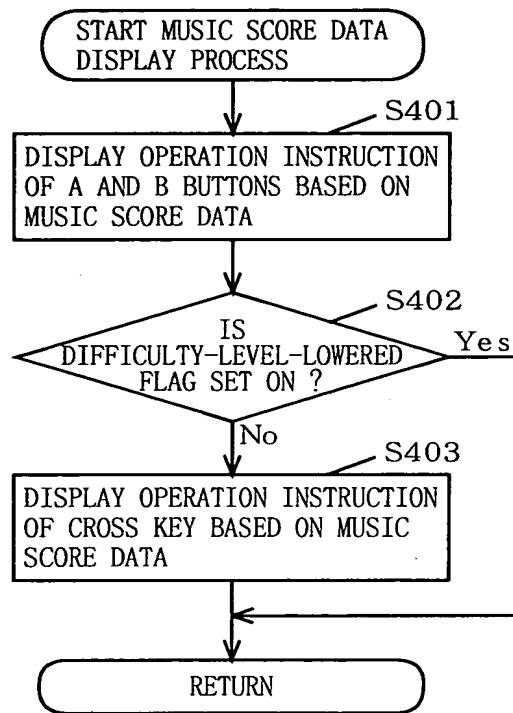 START MUSIC SCORE DATA
DISPLAY PROCESS
S401
DISPLAY OPERATION INSTRUCTION
OF A AND B BUTTONS BASED ON
MUSIC SCORE DATA
S402
IS
DIFFICULTY-LEVEL-LOWERED
FLAG SET ON ?
Yes
No
S403
DISPLAY OPERATION INSTRUCTION
OF CROSS KEY BASED ON MUSIC
SCORE DATA
RETURN